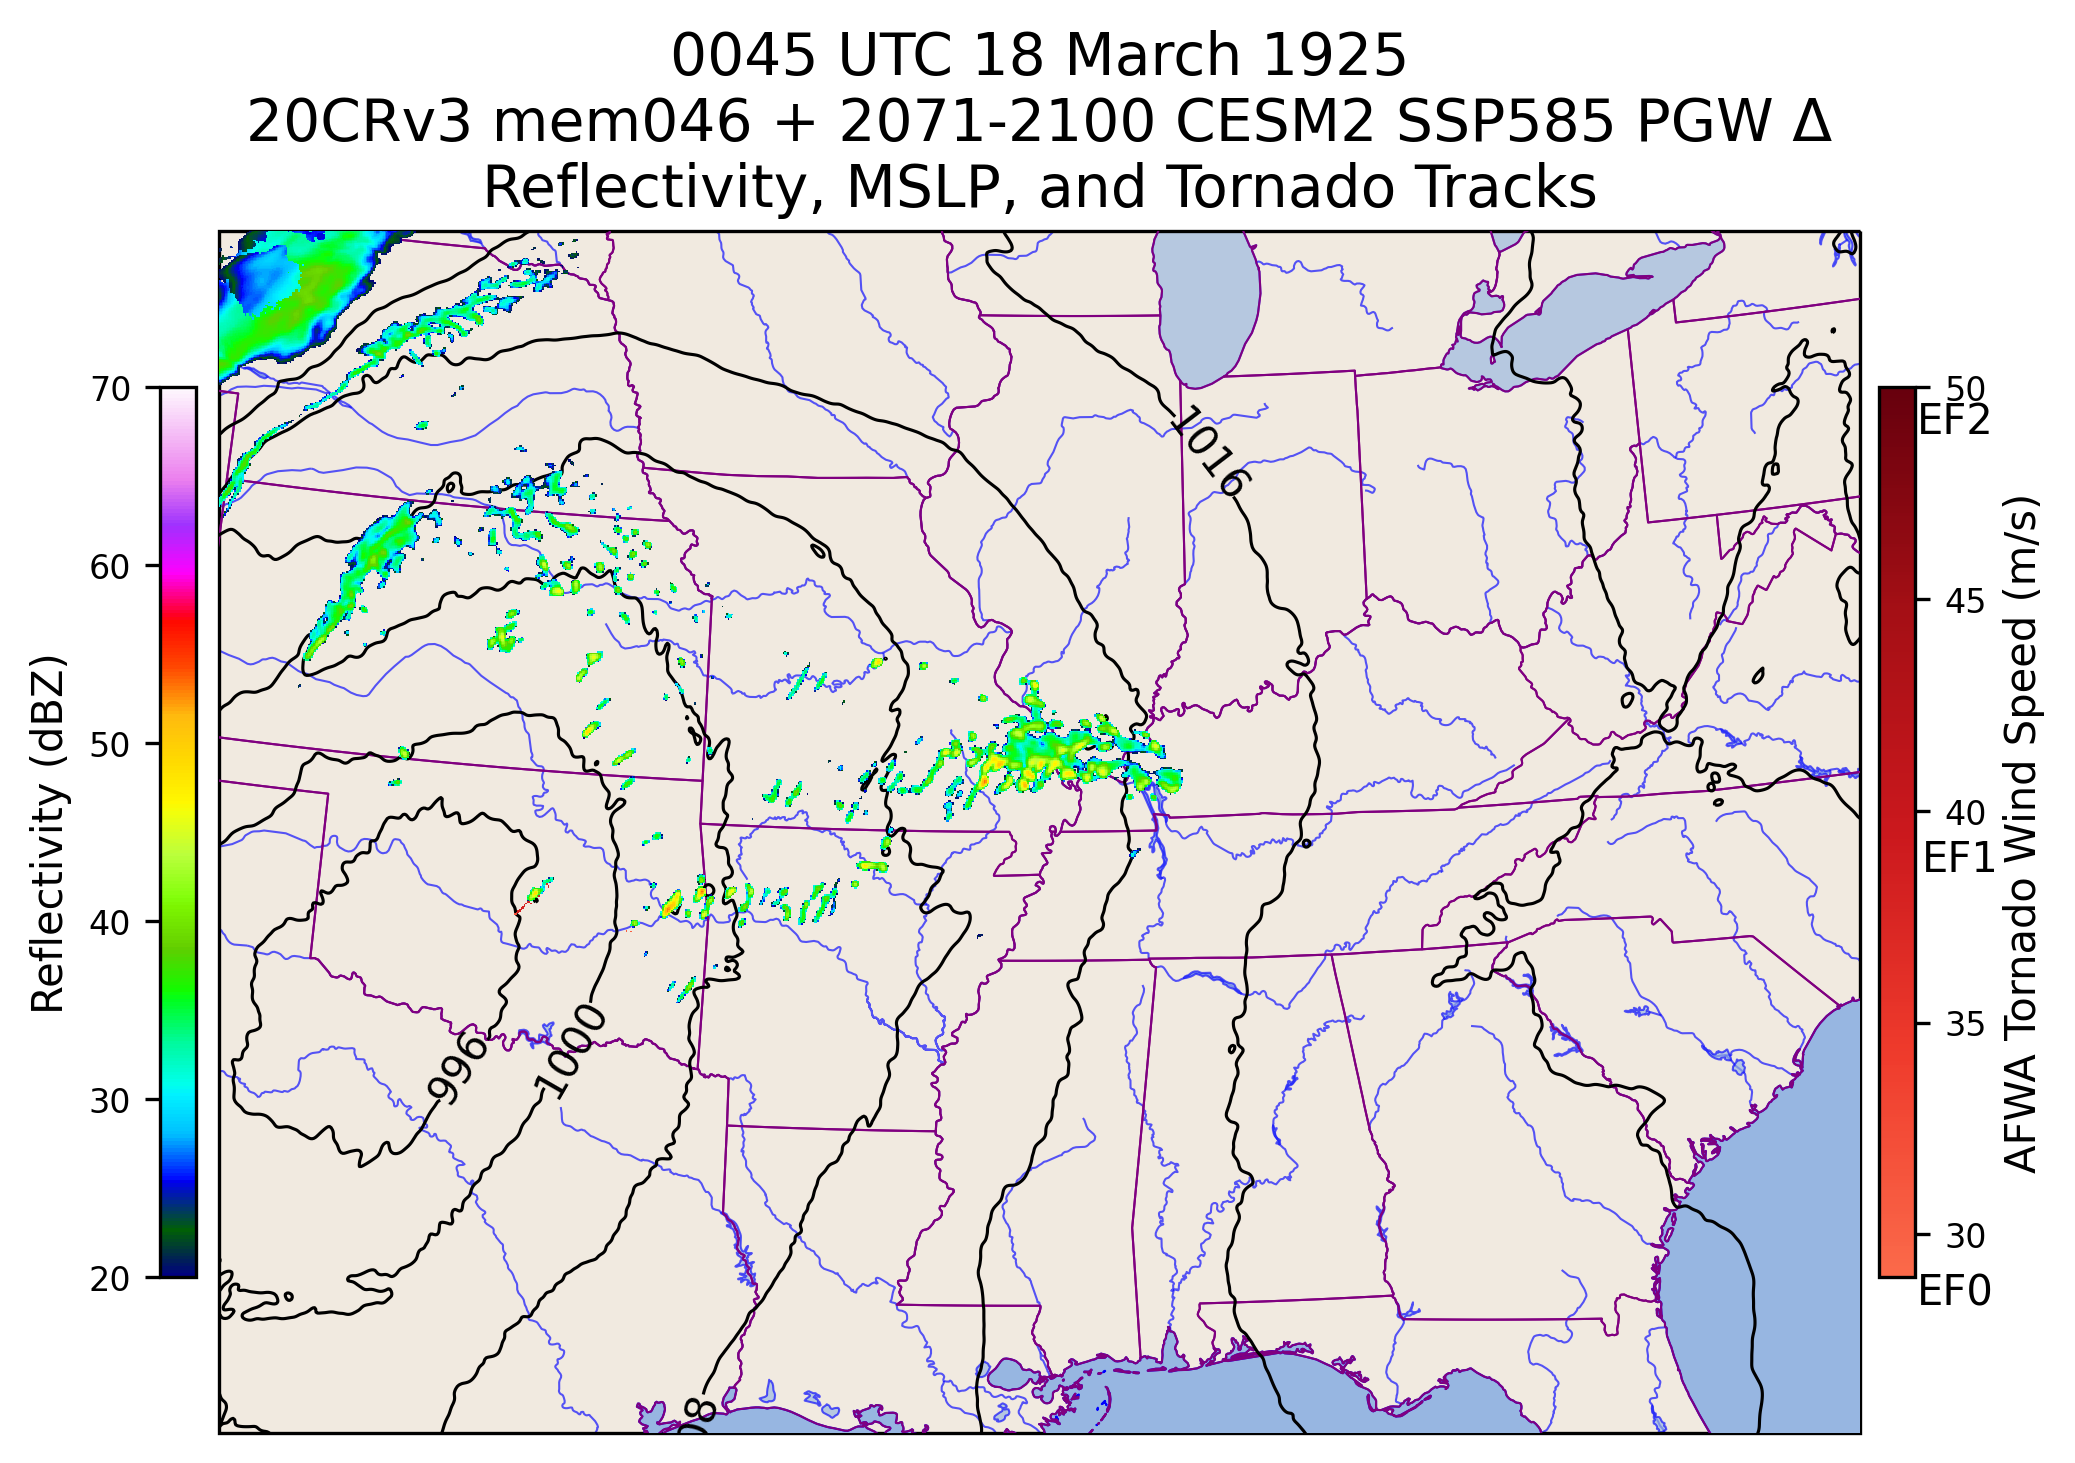 0045 UTC 18 March 1925
20CRv3 mem046 + 2071-2100 CESM2 SSP585 PGW Δ
Reflectivity, MSLP, and Tornado Tracks
Reflectivity (dBZ)
70
60
50
40
30
20
1016
996
1000
50
EF2
45
40
EF1
35
30
EF0
AFWA Tornado Wind Speed (m/s)